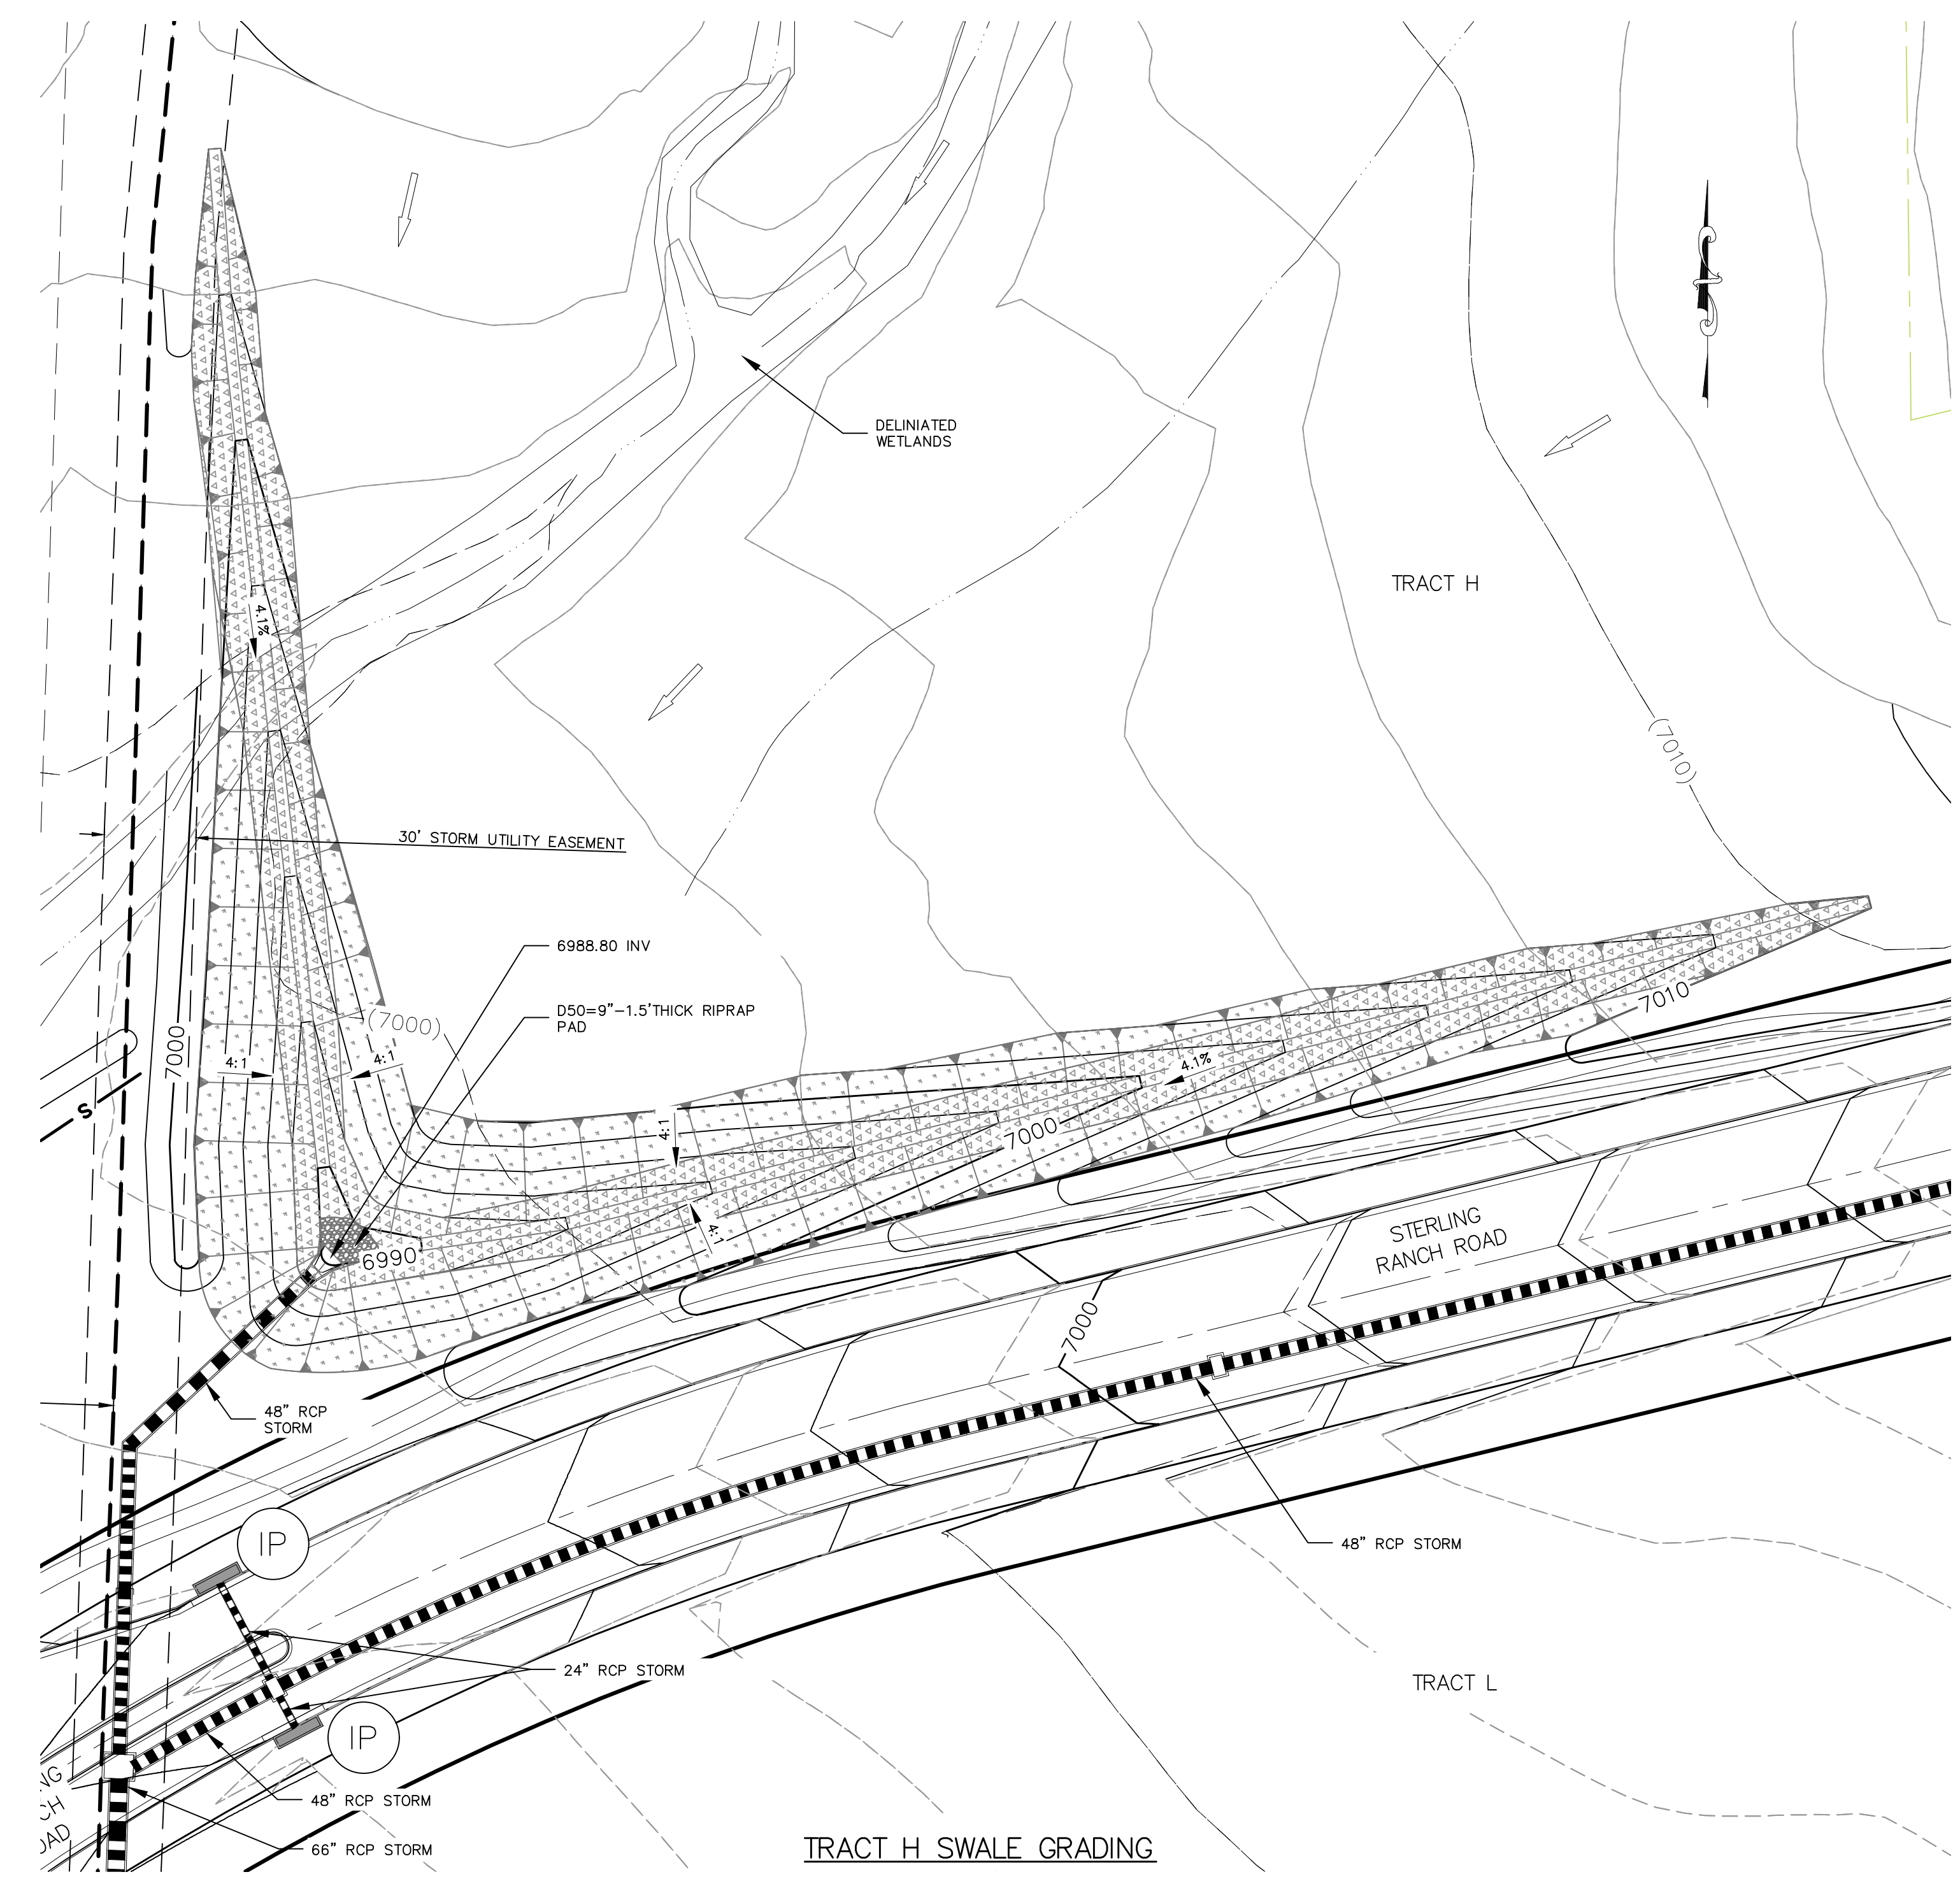 DELINIATED
WETLANDS
TRACT H
4.1%
(7010)
30' STORM UTILITY EASEMENT
6988.80 INV
D50=9"-1.5'THICK RIPRAP
PAD
7010
(7000)
7000
4:1
4:1
4.1%
4:1
7000
S
4:1
6990
STERLING
RANCH ROAD
7000
48" RCP
STORM
48" RCP STORM
IP
24" RCP STORM
TRACT L
IP
48" RCP STORM
66" RCP STORM
TRACT H SWALE GRADING